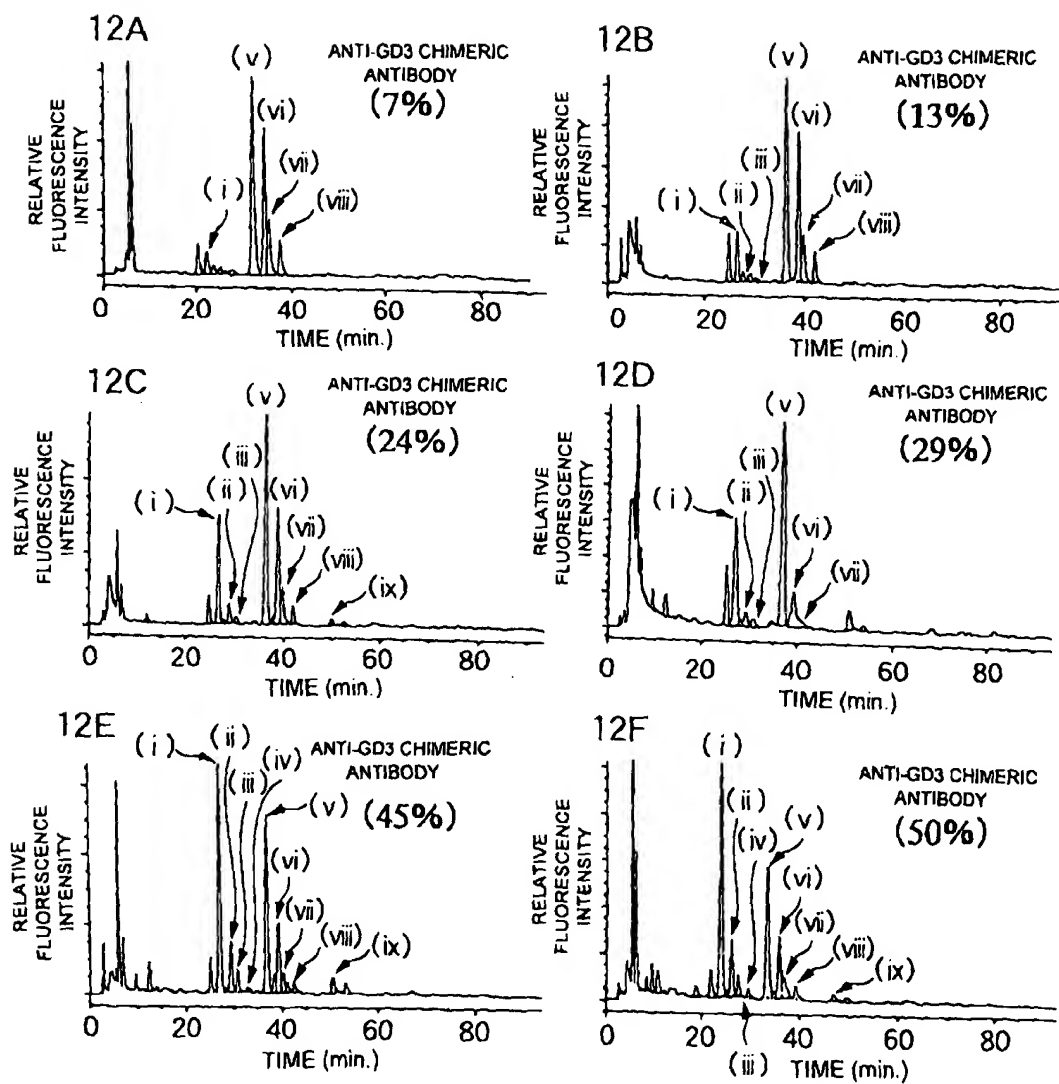 12A
ANTI-GD3 CHIMERIC
ANTIBODY
(7%)
(v)
(vi)
(vii)
(viii)
(i)
RELATIVE
FLUORESCENCE
INTENSITY
0 20 40 60 80
TIME (min.)
12B
ANTI-GD3 CHIMERIC
ANTIBODY
(13%)
(v)
(vi)
(iii)
(ii)
(i)
(vii)
(viii)
RELATIVE
FLUORESCENCE
INTENSITY
0 20 40 60 80
TIME (min.)
12C
ANTI-GD3 CHIMERIC
ANTIBODY
(24%)
(v)
(iii)
(ii)
(i)
(vi)
(vii)
(viii)
(ix)
RELATIVE
FLUORESCENCE
INTENSITY
0 20 40 60 80
TIME (min.)
12D
ANTI-GD3 CHIMERIC
ANTIBODY
(29%)
(v)
(iii)
(ii)
(i)
(vi)
(vii)
RELATIVE
FLUORESCENCE
INTENSITY
0 20 40 60 80
TIME (min.)
12E
ANTI-GD3 CHIMERIC
ANTIBODY
(45%)
(i)
(ii)
(iii)
(iv)
(v)
(vi)
(vii)
(viii)
(ix)
RELATIVE
FLUORESCENCE
INTENSITY
0 20 40 60 80
TIME (min.)
12F
ANTI-GD3 CHIMERIC
ANTIBODY
(50%)
(i)
(ii)
(iv)
(v)
(vi)
(vii)
(viii)
(ix)
RELATIVE
FLUORESCENCE
INTENSITY
0 20 40 60 80
(iii)
TIME (min.)